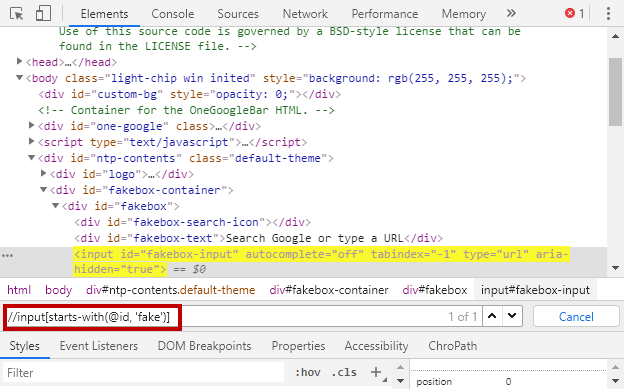 Elements Console Sources Network Performance Memory » 1
Use of this source code is governed by a BSD-style license that can be
found in the LICENSE file. -->
<head>…</head>
<body class="light-chip win inited" style="background: rgb(255, 255, 255);">
<div id="custom-bg" style="opacity: 0;"></div>
<!-- Container for the OneGoogleBar HTML. -->
<div id="one-google" class>…</div>
<script type="text/javascript">…</script>
<div id="ntp-contents" class="default-theme">
<div id="logo">…</div>
<div id="fakebox-container">
<div id="fakebox">
<div id="fakebox-search-icon"></div>
<div id="fakebox-text">Search Google or type a URL</div>
… <input id="fakebox-input" autocomplete="off" tabindex="-1" type="url" aria-
hidden="true"> == $0
html body div#ntp-contents.default-theme div#fakebox-container div#fakebox input#fakebox-input
//input[starts-with(@id, 'fake')] 1 of 1 Cancel
Styles Event Listeners DOM Breakpoints Properties Accessibility ChroPath
Filter :hov .cls + position 0